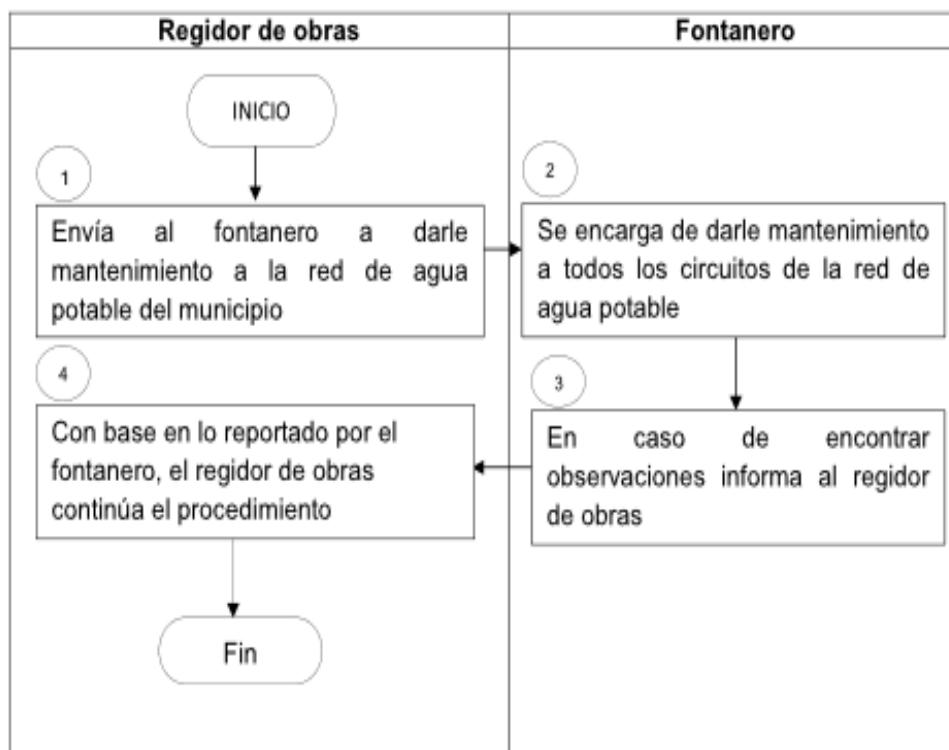 Regidor de obras
Fontanero
INICIO
1
Envía al fontanero a darle
mantenimiento a la red de agua
potable del municipio
2
Se encarga de darle mantenimiento
a todos los circuitos de la red de
agua potable
3
En caso de encontrar
observaciones informa al regidor
de obras
4
Con base en lo reportado por el
fontanero, el regidor de obras
continúa el procedimiento
Fin